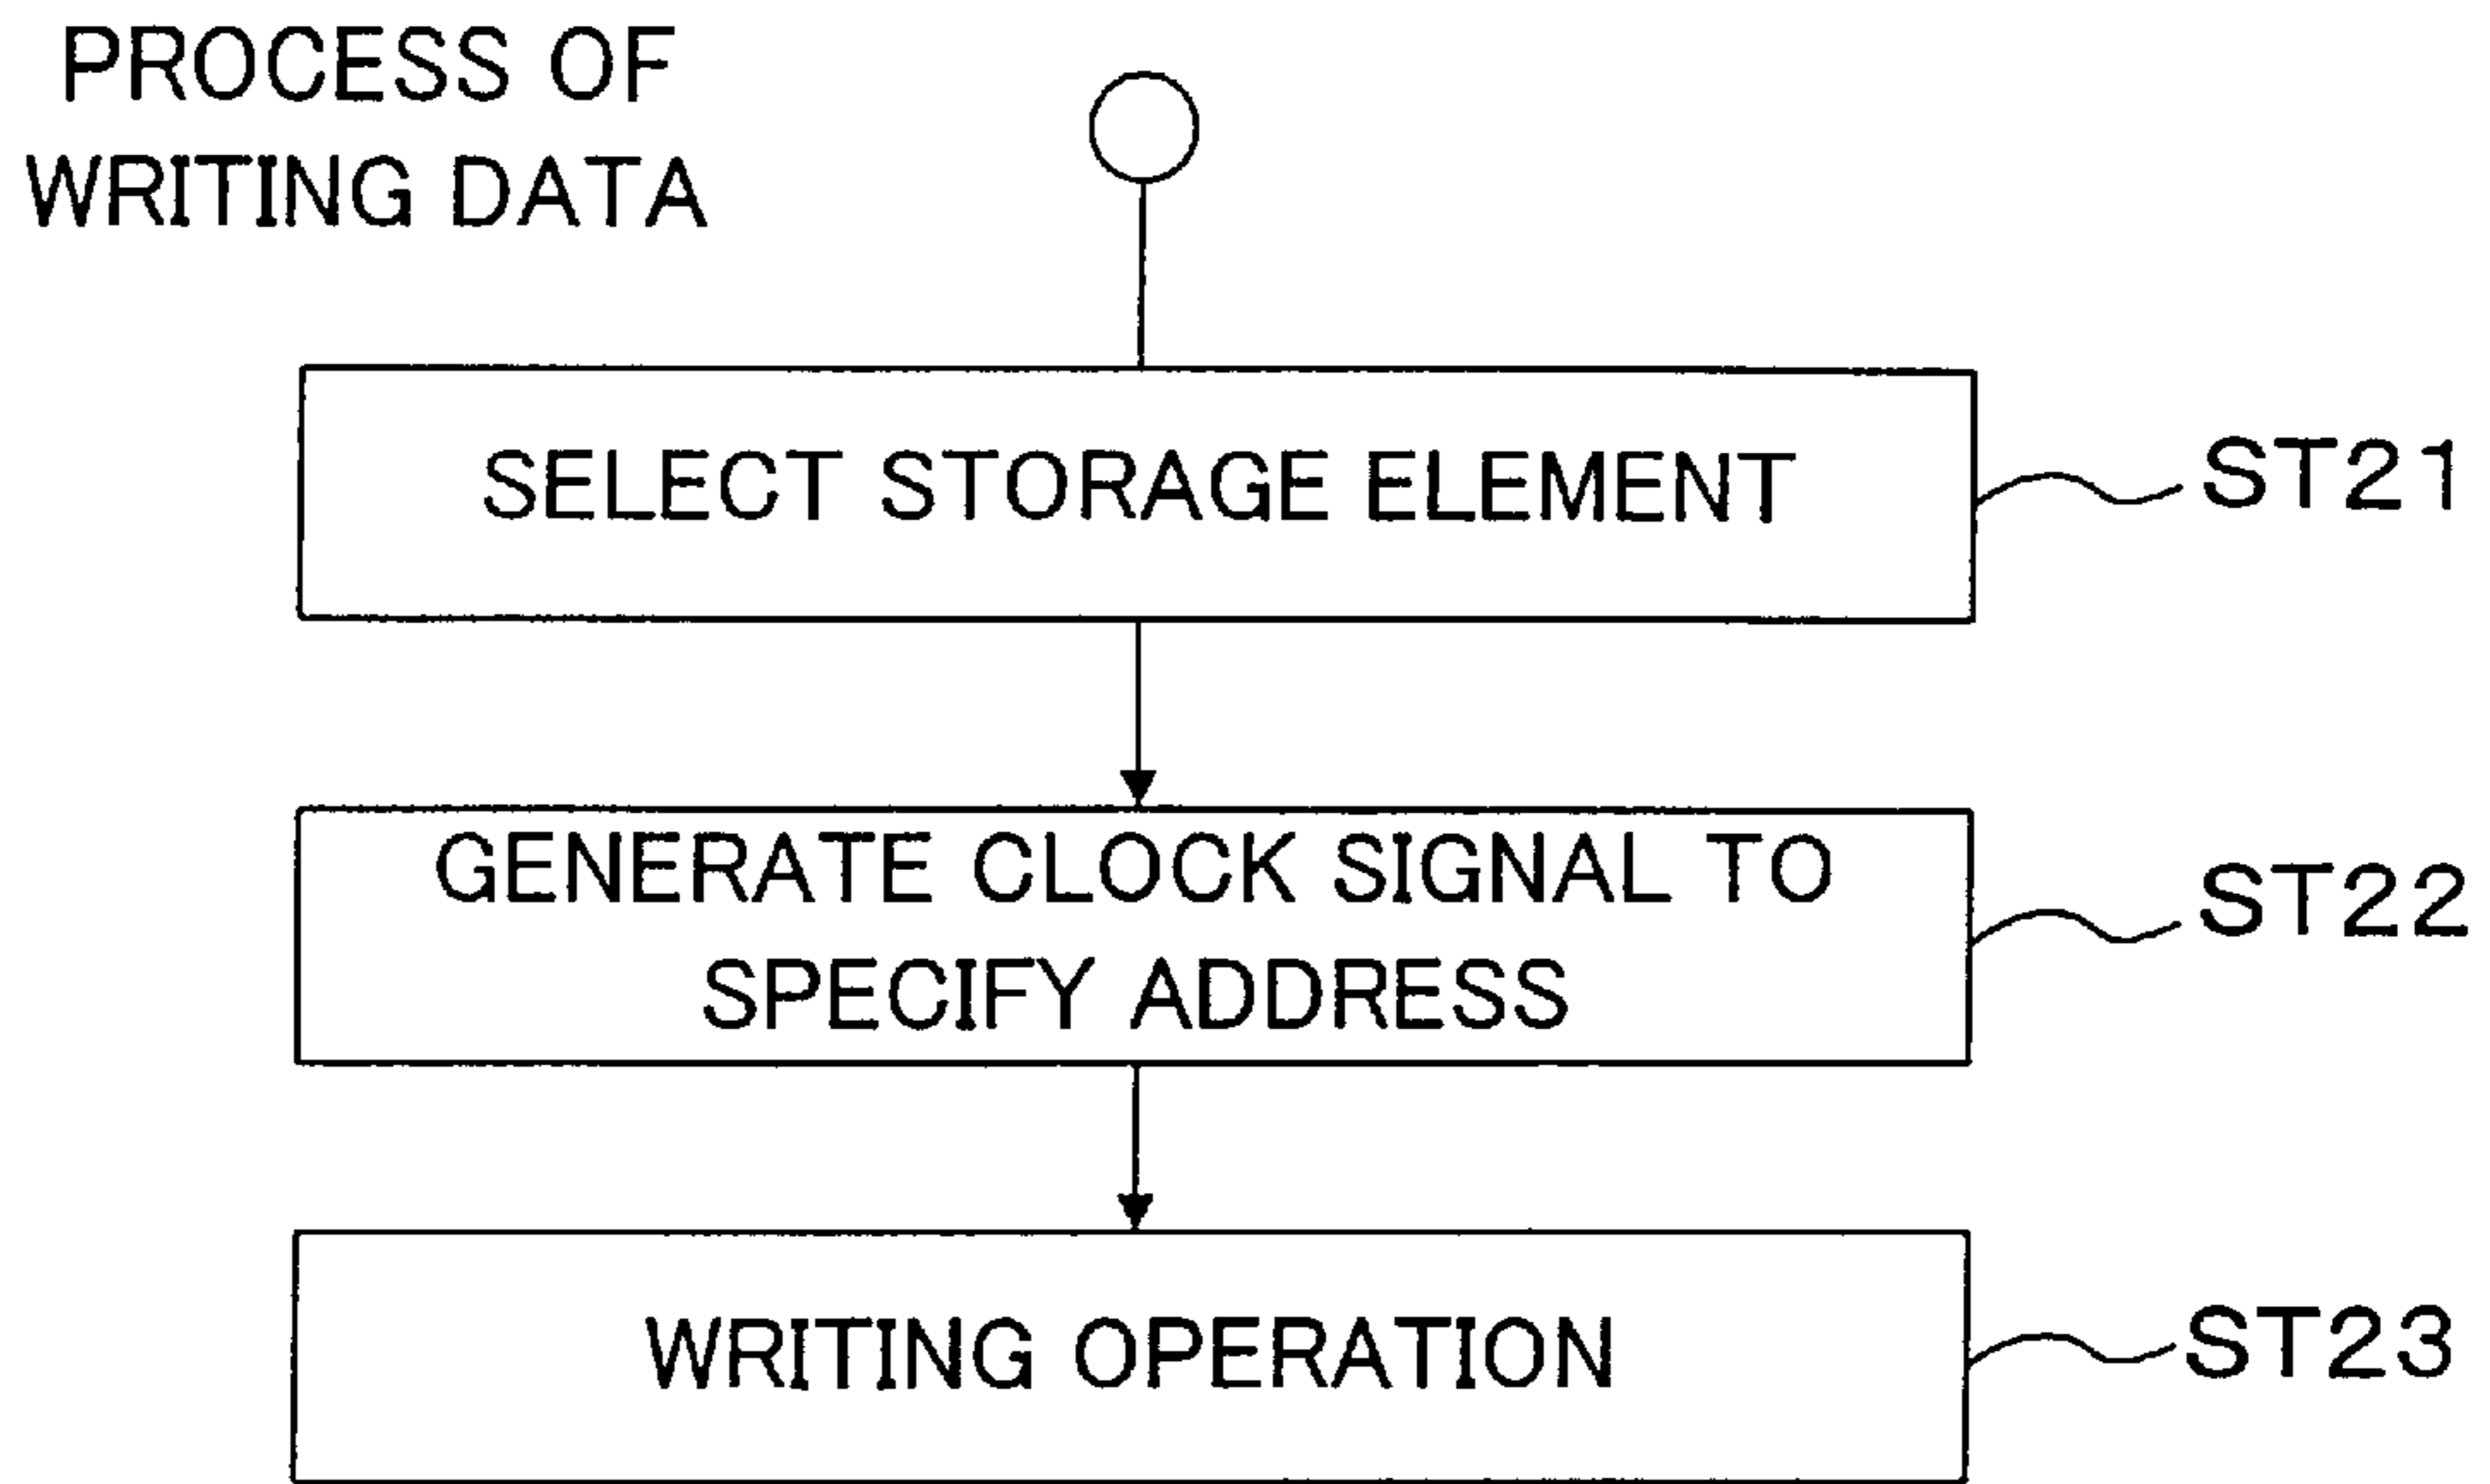 PROCESS OF
WRITING DATA
SELECT STORAGE ELEMENT
ST21
GENERATE CLOCK SIGNAL TO
SPECIFY ADDRESS
ST22
WRITING OPERATION
ST23